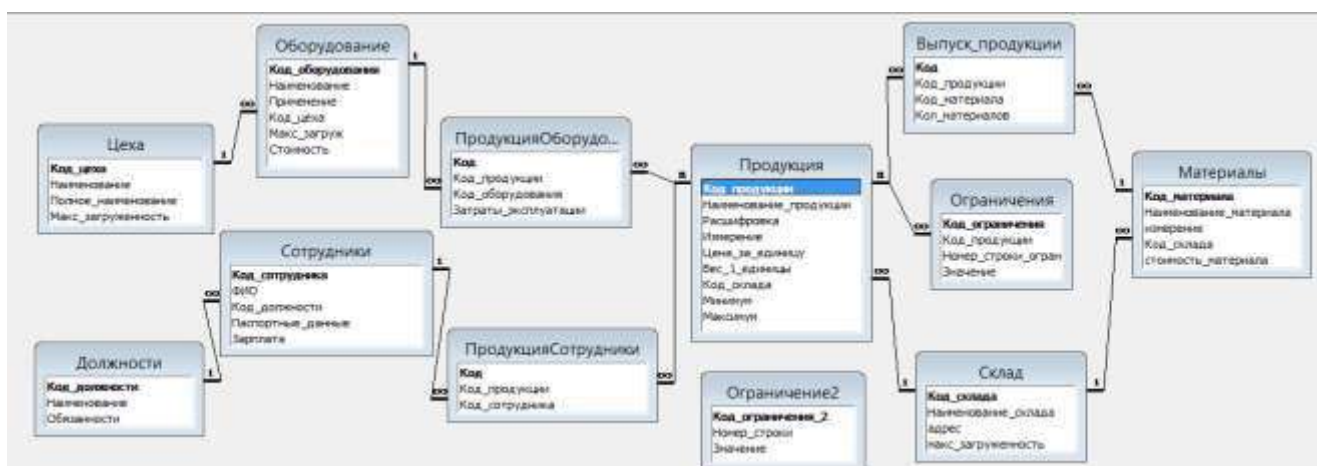 Оборудование
Код_оборудования
Наименование
Применение
Код_цеха
Макс_загруж
Стоимость
Цеха
Код_цеха
Наименование
Полное_наименование
Макс_загруженность
Сотрудники
Код_сотрудника
ФИО
Код_должности
Паспортные_данные
Зарплата
Должности
Код_должности
Наименование
Обязанности
ПродукцияОборудо...
Код
Код_продукции
Код_оборудования
Затраты_эксплуатации
ПродукцияСотрудники
Код
Код_продукции
Код_сотрудника
Продукция
Код_продукции
Наименование_продукции
Расшифровка
Измерение
Цена_за_единицу
Вес_1_единицы
Код_склада
Минимум
Максимум
Ограничение2
Код_ограничения_2
Номер_строки
Значение
Выпуск_продукции
Код
Код_продукции
Код_материала
Кол_материалов
Ограничения
Код_ограничения
Код_продукции
Номер_строки_огран
Значение
Склад
Код_склада
Наименование_склада
адрес
макс_загруженность
Материалы
Код_материала
Наименование_материала
измерение
Код_склада
стоимость_материала